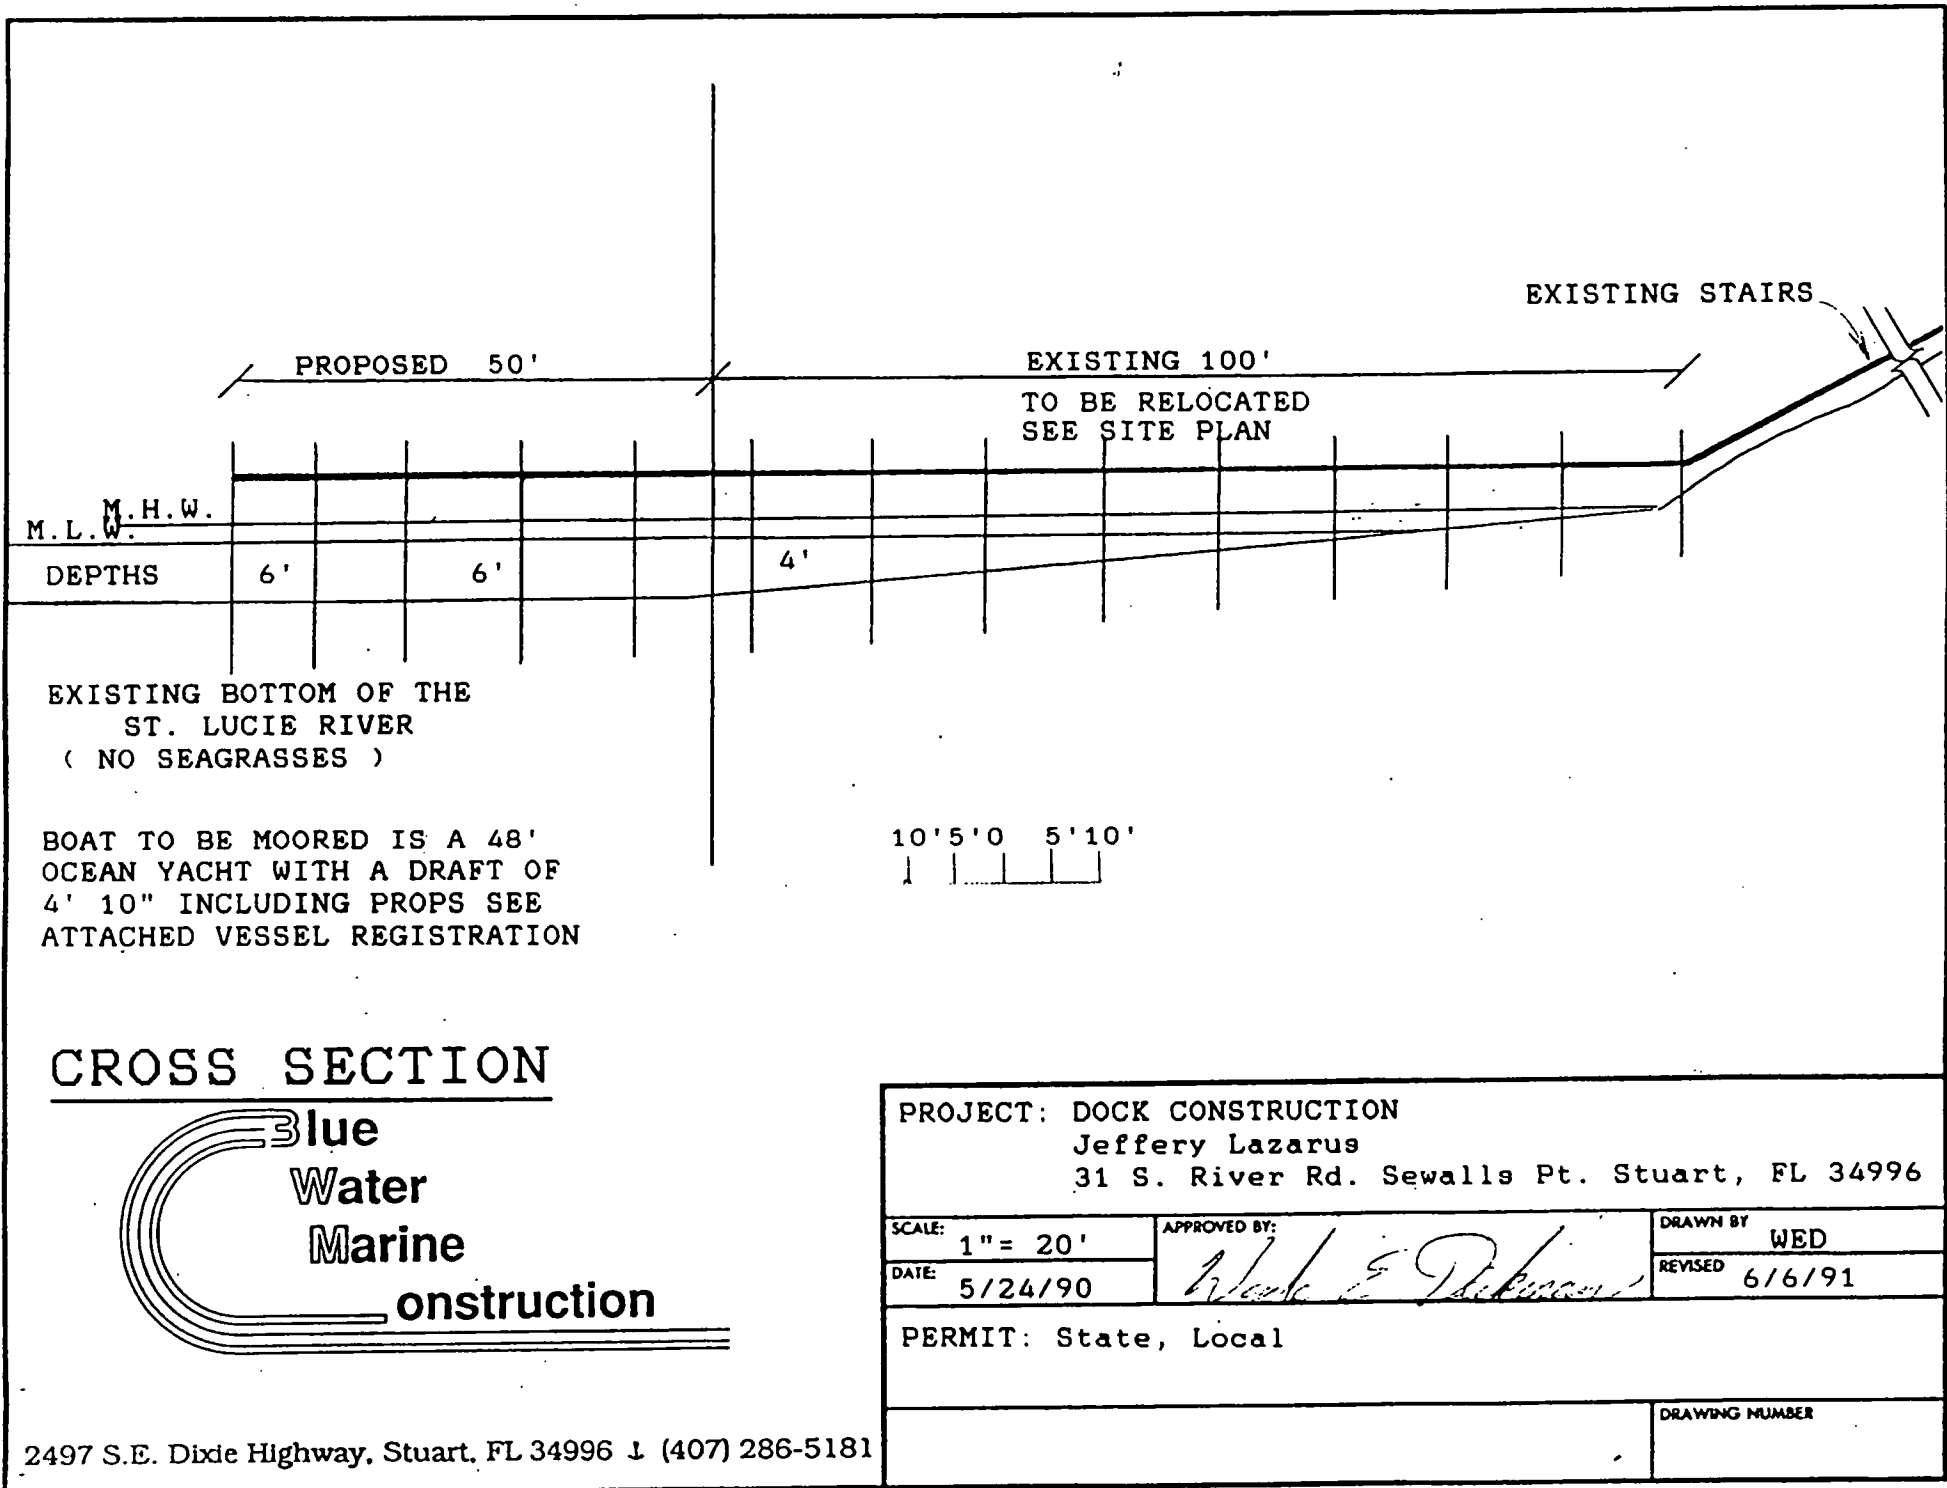 EXISTING STAIRS
PROPOSED 50'
EXISTING 100'
TO BE RELOCATED
SEE SITE PLAN
M.H.W.
M.L.W.
DEPTHS
6'
6'
4'
EXISTING BOTTOM OF THE
ST. LUCIE RIVER
( NO SEAGRASSES )
BOAT TO BE MOORED IS A 48'
OCEAN YACHT WITH A DRAFT OF
4' 10" INCLUDING PROPS SEE
ATTACHED VESSEL REGISTRATION
10'5'0 5'10'
CROSS SECTION
Blue
Water
Marine
Construction
2497 S.E. Dixie Highway, Stuart, FL 34996 (407) 286-5181
PROJECT: DOCK CONSTRUCTION
Jeffery Lazarus
31 S. River Rd. Sewalls Pt. Stuart, FL 34996
SCALE: 1"= 20'
DATE: 5/24/90
APPROVED BY:
DRAWN BY WED
REVISED 6/6/91
PERMIT: State, Local
DRAWING NUMBER